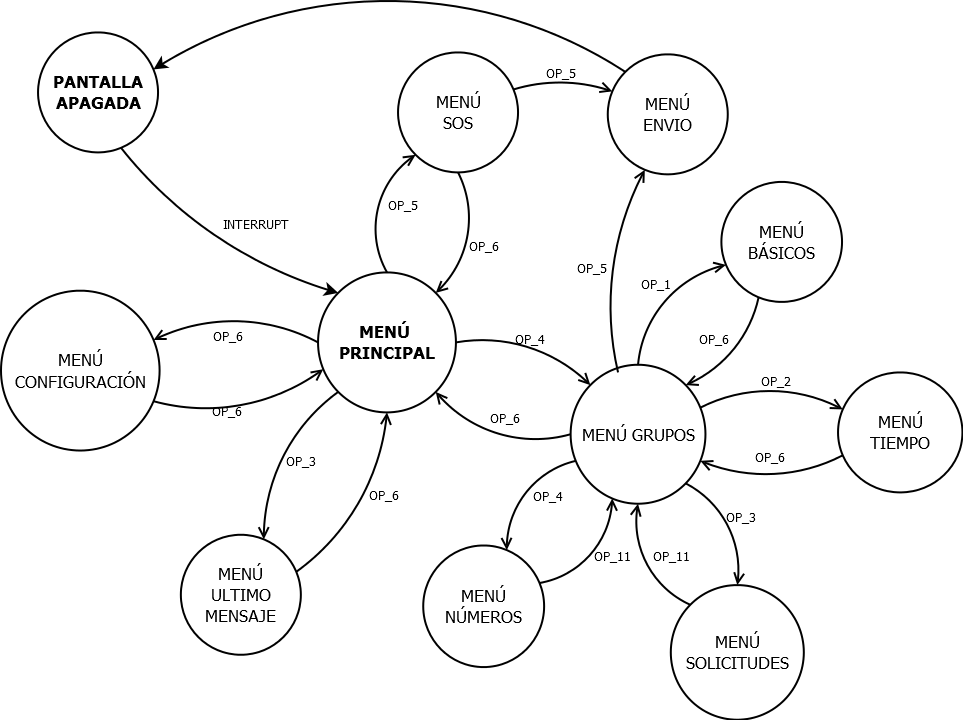 PANTALLA
APAGADA
MENÚ
SOS
OP_5
MENÚ
ENVIO
INTERRUPT
OP_5
OP_6
MENÚ
BÁSICOS
OP_5
OP_1
OP_6
MENÚ
CONFIGURACIÓN
OP_6
OP_6
MENÚ
PRINCIPAL
OP_4
OP_6
MENÚ GRUPOS
OP_2
OP_6
MENÚ
TIEMPO
OP_3
OP_6
MENÚ
ULTIMO
MENSAJE
OP_4
OP_11
MENÚ
NÚMEROS
OP_3
OP_11
MENÚ
SOLICITUDES